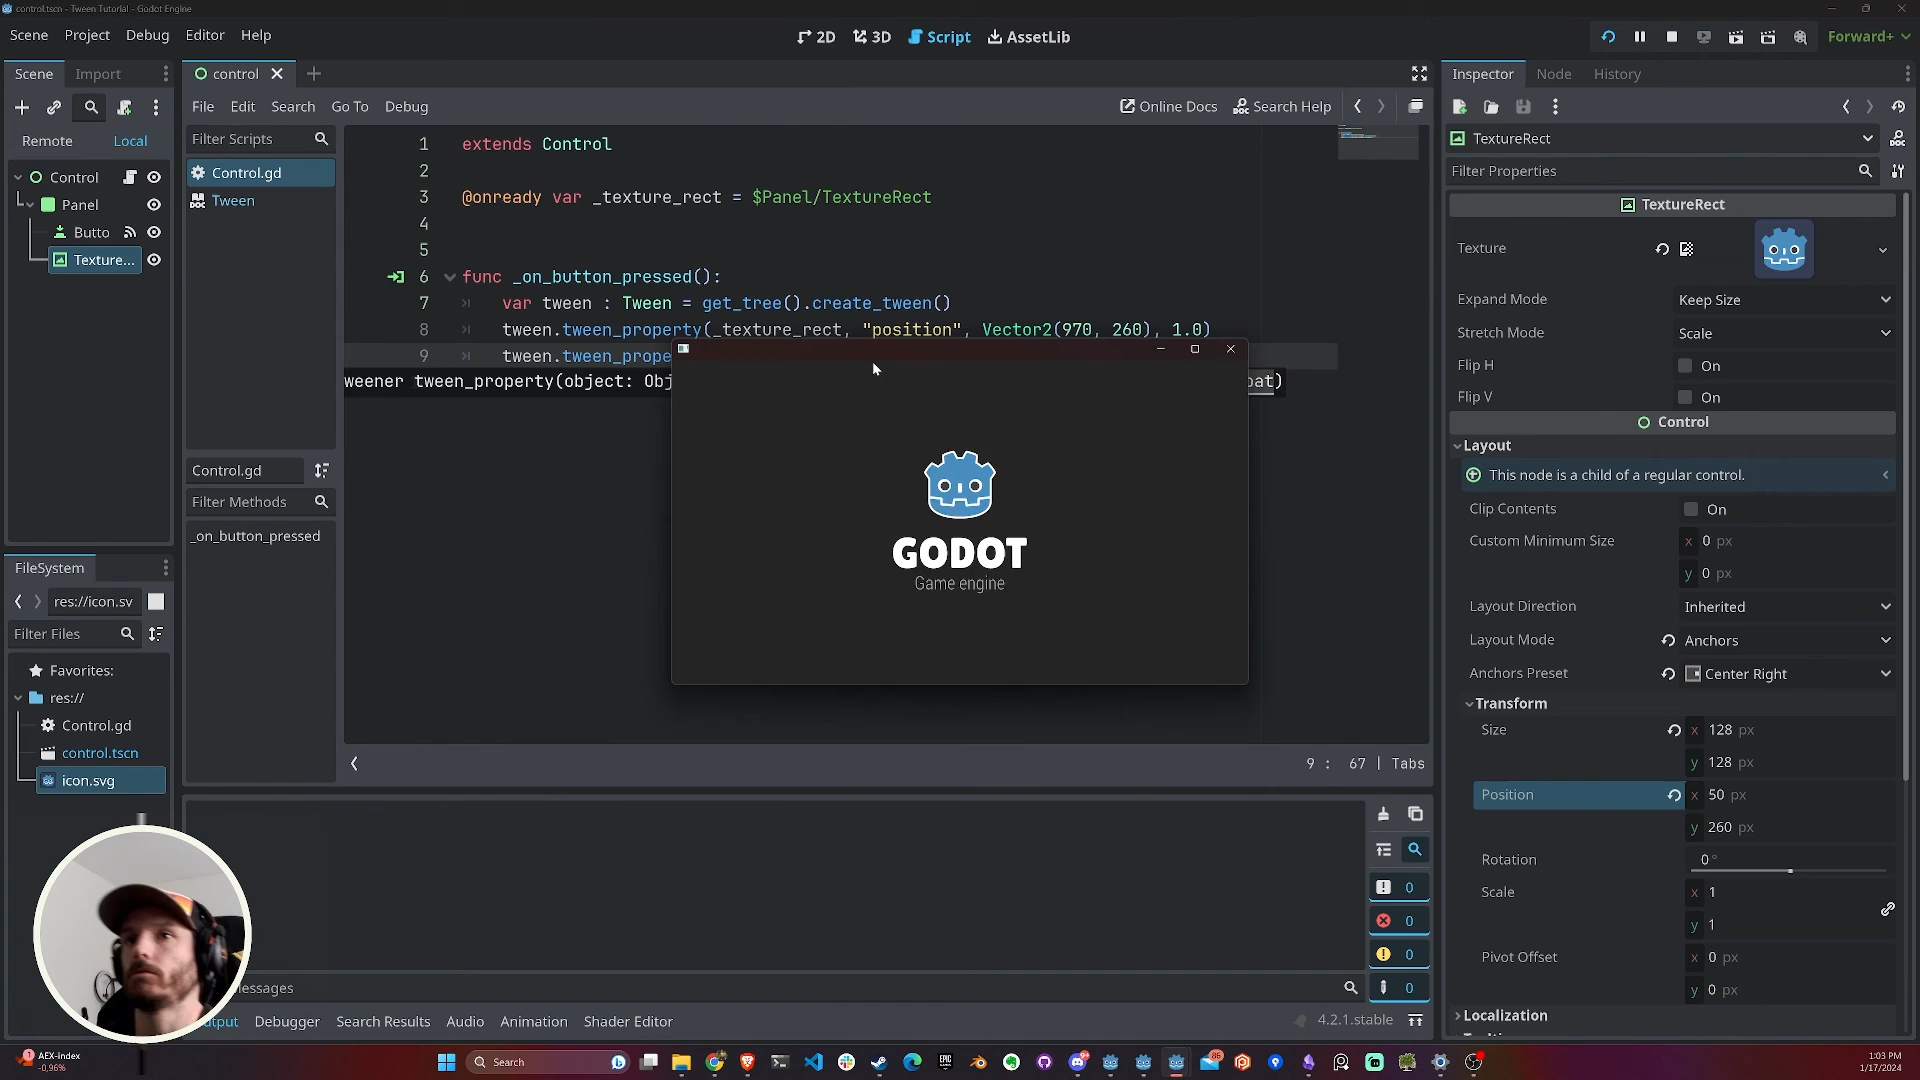 control.tscn - Tween Tutorial - Godot Engine
Scene Project Debug Editor Help
2D 3D Script AssetLib
Forward+
Scene Import
control
Inspector Node History
File Edit Search Go To Debug
Online Docs Search Help
Remote Local
Filter Scripts
TextureRect
Control
Control.gd
Filter Properties
Panel
Tween
TextureRect
Butto
Texture...
Texture
1 extends Control
2
3 @onready var _texture_rect = $Panel/TextureRect
4
5
6 func _on_button_pressed():
7 var tween : Tween = get_tree().create_tween()
8 tween.tween_property(_texture_rect, "position", Vector2(970, 260), 1.0)
9 tween.tween_prope
weener tween_property(object: Obj
oat)
Expand Mode Keep Size
Stretch Mode Scale
Flip H On
Flip V On
Control
Layout
This node is a child of a regular control.
Clip Contents On
Custom Minimum Size x 0 px
y 0 px
Layout Direction Inherited
Layout Mode Anchors
Anchors Preset Center Right
Transform
Size x 128 px
y 128 px
Position x 50 px
y 260 px
Rotation 0°
Scale x 1
y 1
Pivot Offset x 0 px
y 0 px
Localization
GODOT
Game engine
Control.gd
Filter Methods
_on_button_pressed
FileSystem
res://icon.sv
Filter Files
Favorites:
res://
Control.gd
control.tscn
icon.svg
9 : 67 | Tabs
0
0
0
0
essages
utput Debugger Search Results Audio Animation Shader Editor
4.2.1.stable
1
AEX-index
-0,96%
Search
85
1:03 PM
1/17/2024